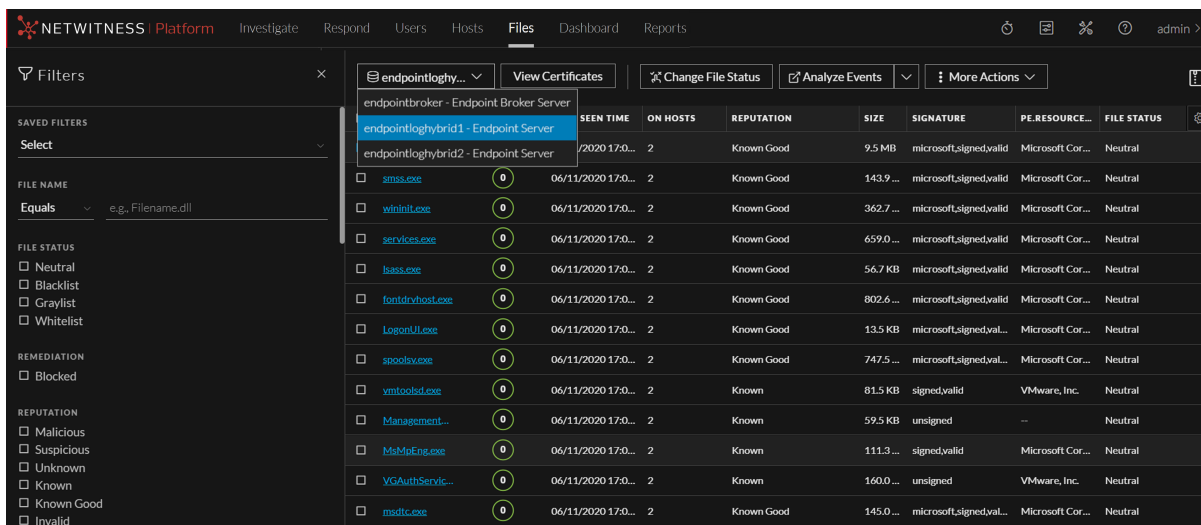 NETWITNESS Platform Investigate Respond Users Hosts Files Dashboard Reports admin
Filters
endpointloghy... View Certificates Change File Status Analyze Events More Actions
endpointbroker - Endpoint Broker Server
endpointloghybrid1 - Endpoint Server
endpointloghybrid2 - Endpoint Server
SAVED FILTERS
Select
FILE NAME
Equals e.g., Filename.dll
FILE STATUS
Neutral
Blacklist
Graylist
Whitelist
REMEDIATION
Blocked
REPUTATION
Malicious
Suspicious
Unknown
Known
Known Good
Invalid
SEEN TIME ON HOSTS REPUTATION SIZE SIGNATURE PE.RESOURCE... FILE STATUS
/2020 17:0... 2 Known Good 9.5 MB microsoft,signed,valid Microsoft Cor... Neutral
smss.exe 0 06/11/2020 17:0... 2 Known Good 143.9 ... microsoft,signed,valid Microsoft Cor... Neutral
wininit.exe 0 06/11/2020 17:0... 2 Known Good 362.7 ... microsoft,signed,valid Microsoft Cor... Neutral
services.exe 0 06/11/2020 17:0... 2 Known Good 659.0 ... microsoft,signed,valid Microsoft Cor... Neutral
lsass.exe 0 06/11/2020 17:0... 2 Known Good 56.7 KB microsoft,signed,valid Microsoft Cor... Neutral
fontdrvhost.exe 0 06/11/2020 17:0... 2 Known Good 802.6 ... microsoft,signed,valid Microsoft Cor... Neutral
LogonUI.exe 0 06/11/2020 17:0... 2 Known Good 13.5 KB microsoft,signed,val... Microsoft Cor... Neutral
spoolsv.exe 0 06/11/2020 17:0... 2 Known Good 747.5 ... microsoft,signed,val... Microsoft Cor... Neutral
vmtoolsd.exe 0 06/11/2020 17:0... 2 Known 81.5 KB signed,valid VMware, Inc. Neutral
Management... 0 06/11/2020 17:0... 2 Known 59.5 KB unsigned -- Neutral
MsMpEng.exe 0 06/11/2020 17:0... 2 Known 111.3 ... signed,valid Microsoft Cor... Neutral
VGAuthServic... 0 06/11/2020 17:0... 2 Known 160.0 ... unsigned VMware, Inc. Neutral
msdtc.exe 0 06/11/2020 17:0... 2 Known Good 145.0 ... microsoft,signed,val... Microsoft Cor... Neutral